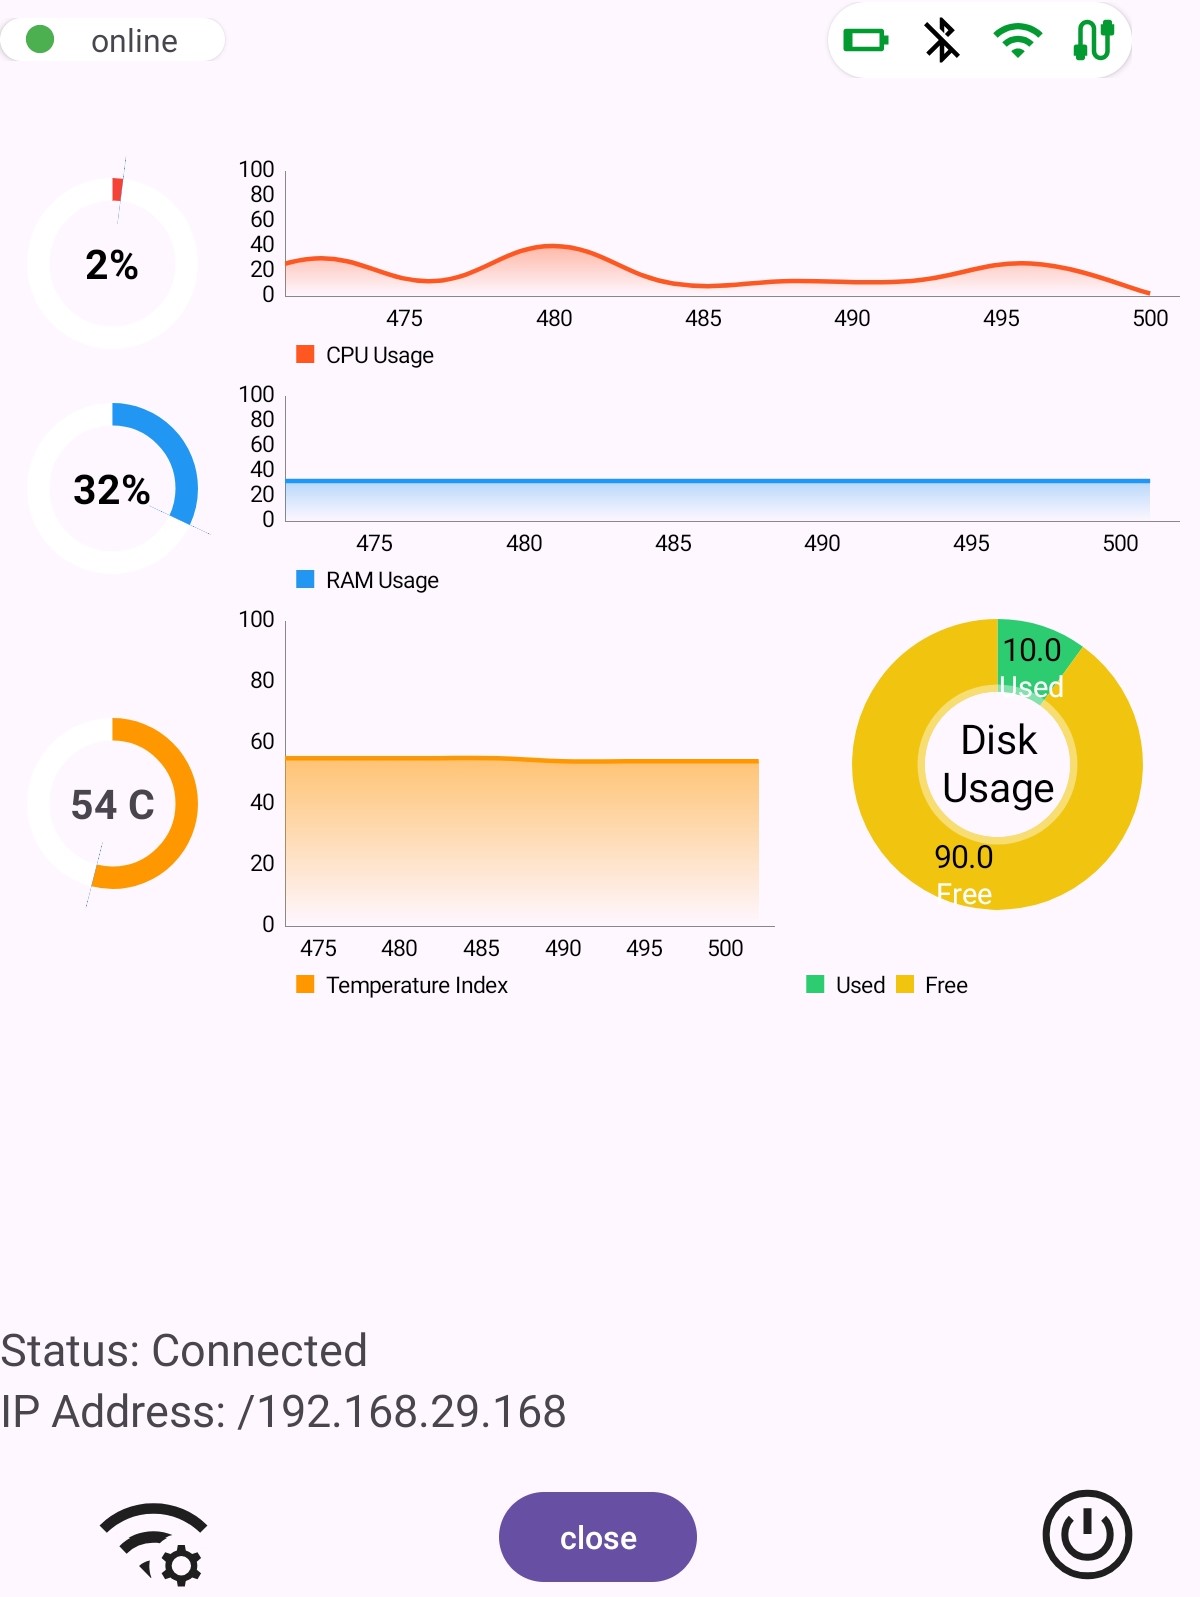 online
2%
100
80
60
40
20
0
475 480 485 490 495 500
CPU Usage
32%
100
80
60
40
20
0
475 480 485 490 495 500
RAM Usage
54 C
100
80
60
40
20
0
475 480 485 490 495 500
Temperature Index
10.0
Used
Disk
Usage
90.0
Free
Used Free
Status: Connected
IP Address: /192.168.29.168
close